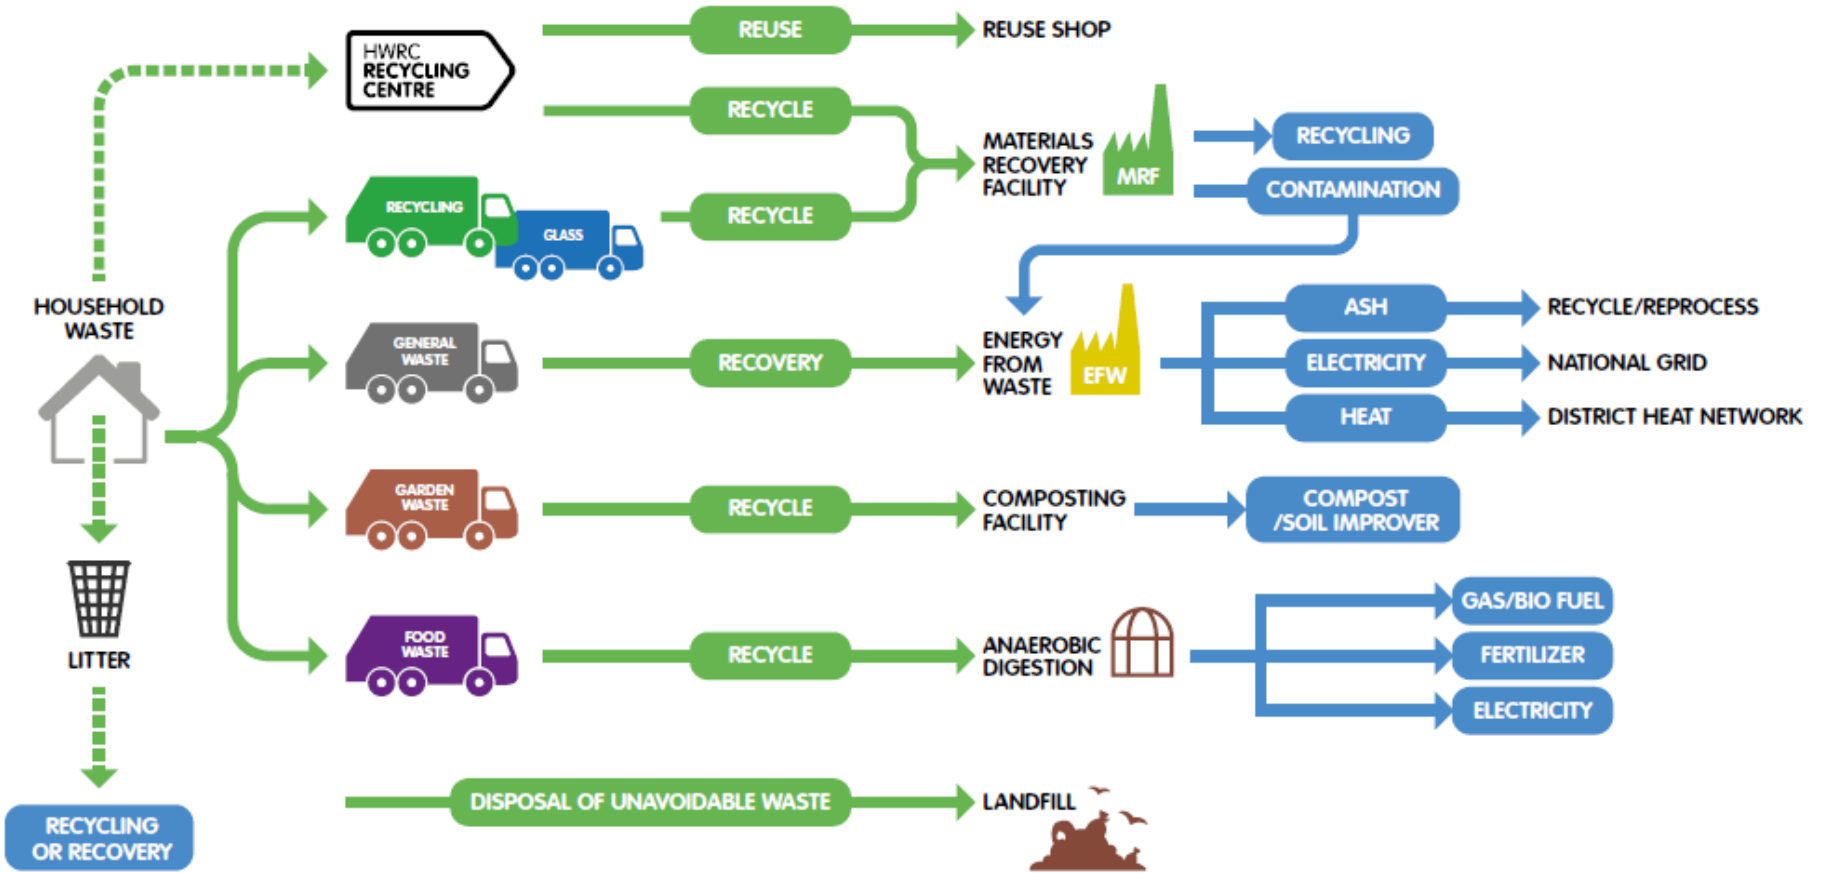 REUSE
REUSE SHOP
HWRC
RECYCLING
CENTRE
RECYCLE
MATERIALS
RECOVERY
FACILITY
MRF
RECYCLING
CONTAMINATION
RECYCLING
GLASS
RECYCLE
HOUSEHOLD
WASTE
GENERAL
WASTE
RECOVERY
ENERGY
FROM
WASTE
EFW
ASH
RECYCLE/REPROCESS
ELECTRICITY
NATIONAL GRID
HEAT
DISTRICT HEAT NETWORK
GARDEN
WASTE
RECYCLE
COMPOSTING
FACILITY
COMPOST
/SOIL IMPROVER
FOOD
WASTE
RECYCLE
ANAEROBIC
DIGESTION
GAS/BIO FUEL
FERTILIZER
ELECTRICITY
LITTER
DISPOSAL OF UNAVOIDABLE WASTE
LANDFILL
RECYCLING
OR RECOVERY